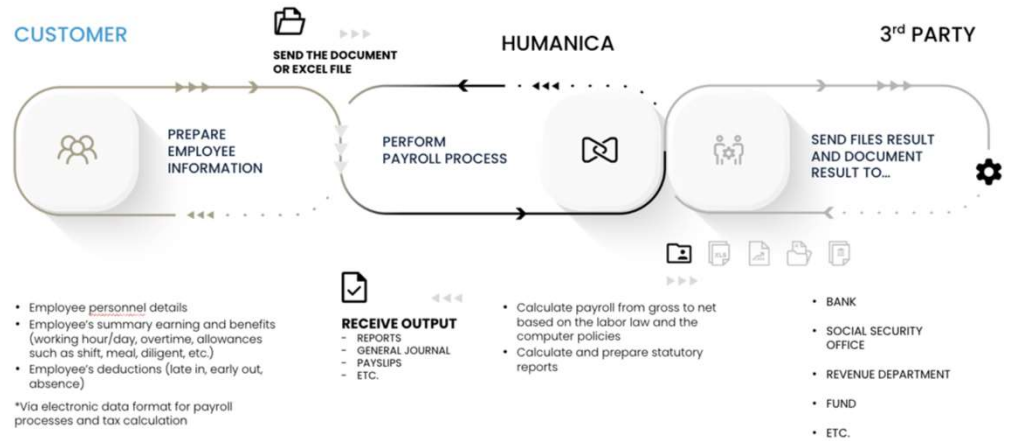 CUSTOMER
SEND THE DOCUMENT
OR EXCEL FILE
HUMANICA
3rd PARTY
PREPARE
EMPLOYEE
INFORMATION
PERFORM
PAYROLL PROCESS
SEND FILES RESULT
AND DOCUMENT
RESULT TO...
• Employee personnel details
• Employee's summary earning and benefits
(working hour/day, overtime, allowances
such as shift, meal, diligent, etc.)
• Employee's deductions (late in, early out,
absence)
*Via electronic data format for payroll
processes and tax calculation
RECEIVE OUTPUT
- REPORTS
- GENERAL JOURNAL
- PAYSLIPS
- ETC.
• Calculate payroll from gross to net
based on the labor law and the
computer policies
• Calculate and prepare statutory
reports
• BANK
• SOCIAL SECURITY
OFFICE
• REVENUE DEPARTMENT
• FUND
• ETC.